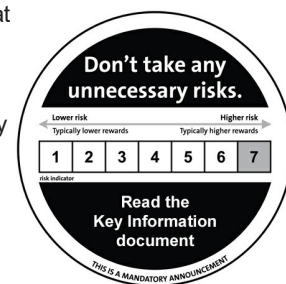 at
y
Don't take any
unnecessary risks.
Lower risk Higher risk
Typically lower rewards Typically higher rewards
1 2 3 4 5 6 7
risk indicator
Read the
Key Information
document
THIS IS A MANDATORY ANNOUNCEMENT